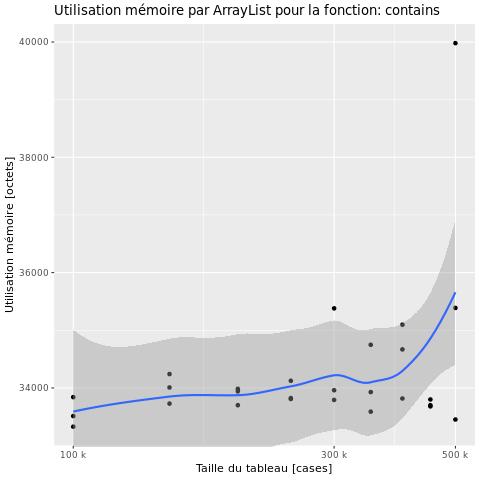 Utilisation mémoire par ArrayList pour la fonction: contains
Utilisation mémoire [octets]
40000
38000
36000
34000
100 k
300 k
500 k
Taille du tableau [cases]